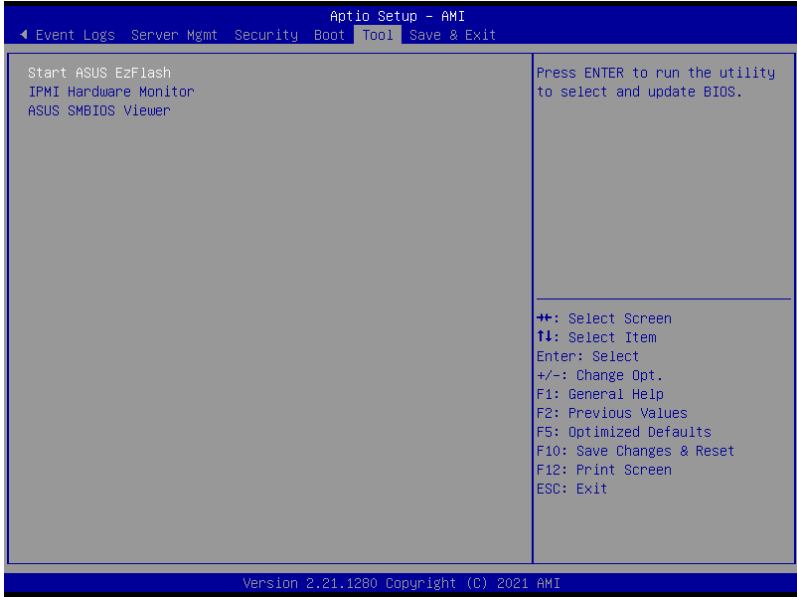 Aptio Setup – AMI
◄ Event Logs Server Mgmt Security Boot Tool Save & Exit
Start ASUS EzFlash
IPMI Hardware Monitor
ASUS SMBIOS Viewer
Press ENTER to run the utility
to select and update BIOS.
→←: Select Screen
↑↓: Select Item
Enter: Select
+/-: Change Opt.
F1: General Help
F2: Previous Values
F5: Optimized Defaults
F10: Save Changes & Reset
F12: Print Screen
ESC: Exit
Version 2.21.1280 Copyright (C) 2021 AMI